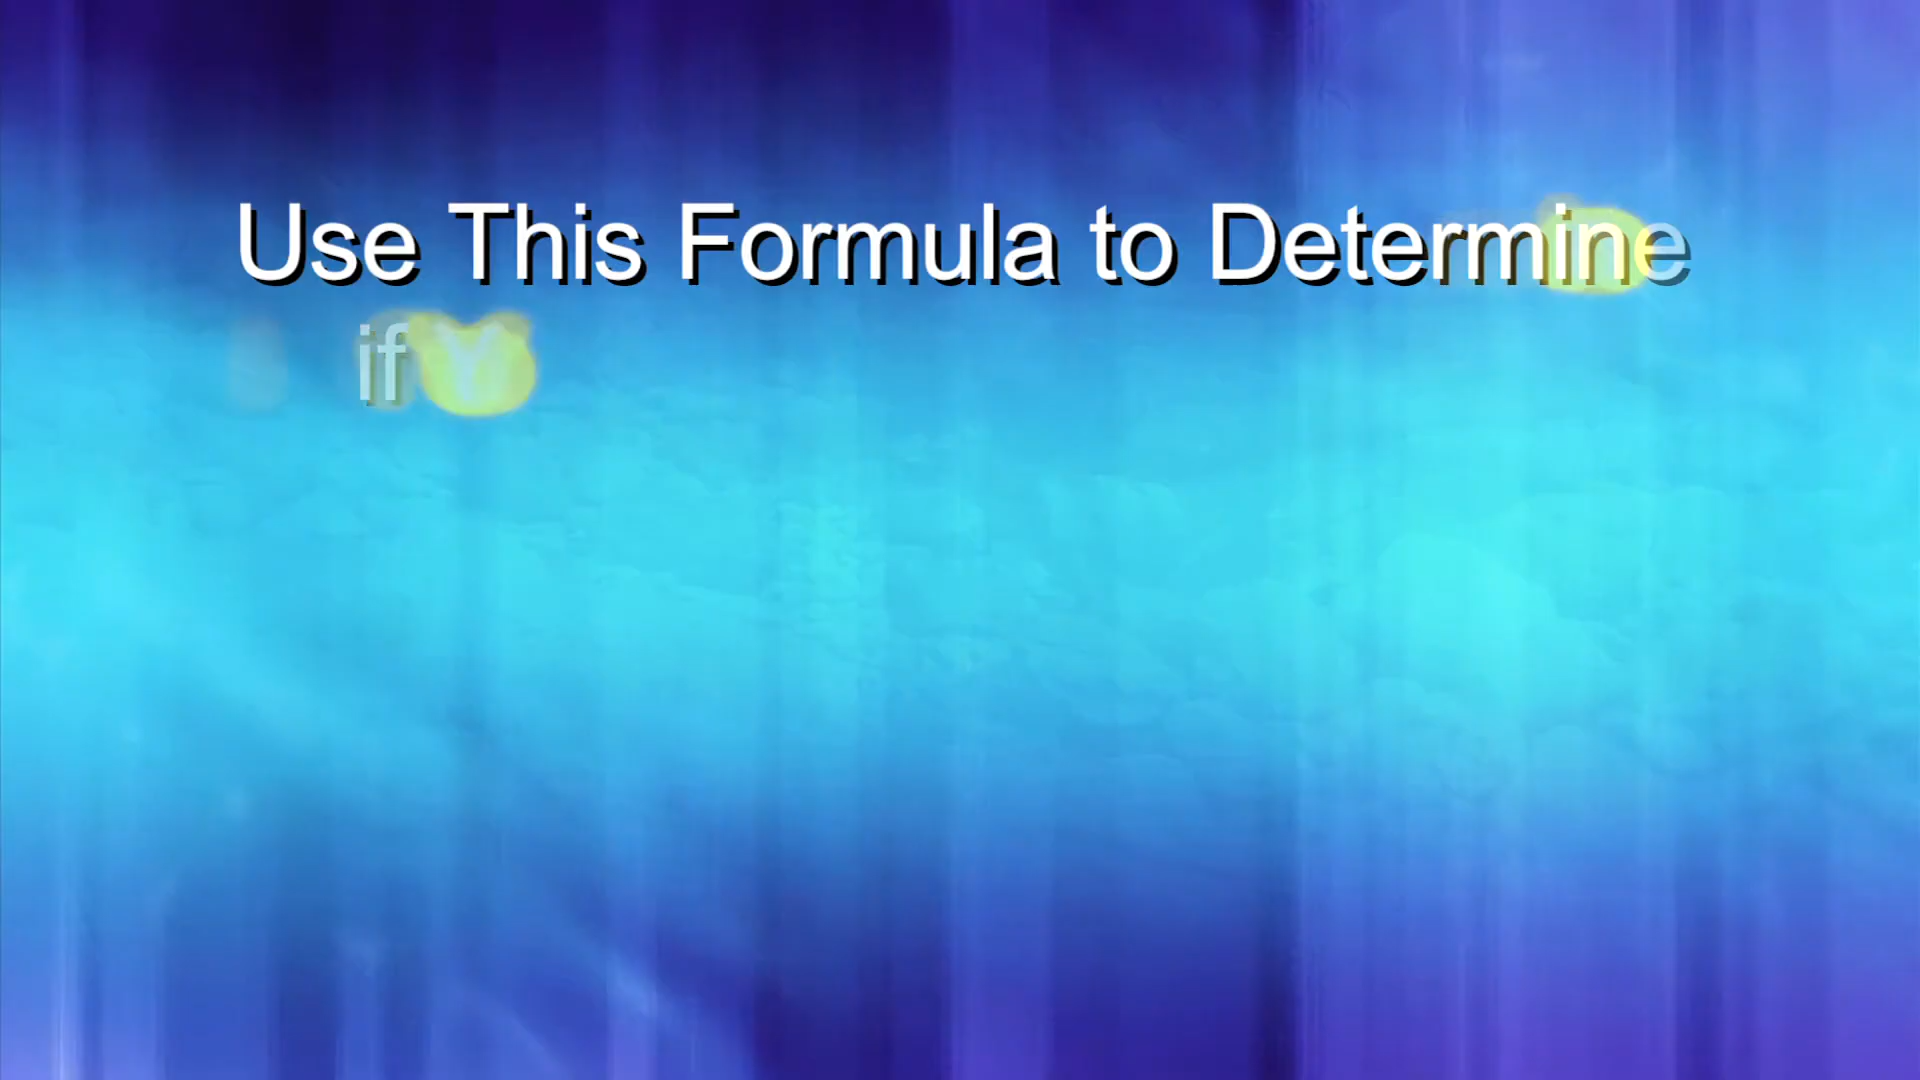 Use This Formula to Determine
if Y